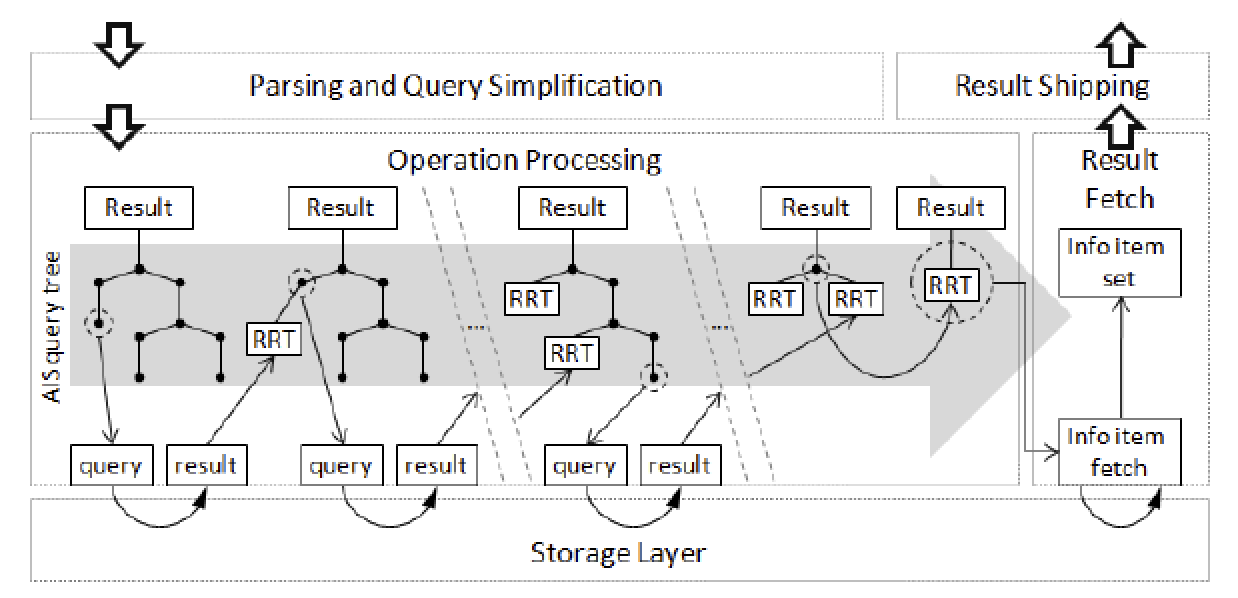 Parsing and Query Simplification
Result Shipping
Operation Processing
Result
Fetch
Result
Result
Result
Result
Result
AIS query tree
RRT
RRT
RRT
...
RRT
RRT
...
RRT
Info item
set
query
result
query
result
query
result
Info item
fetch
Storage Layer